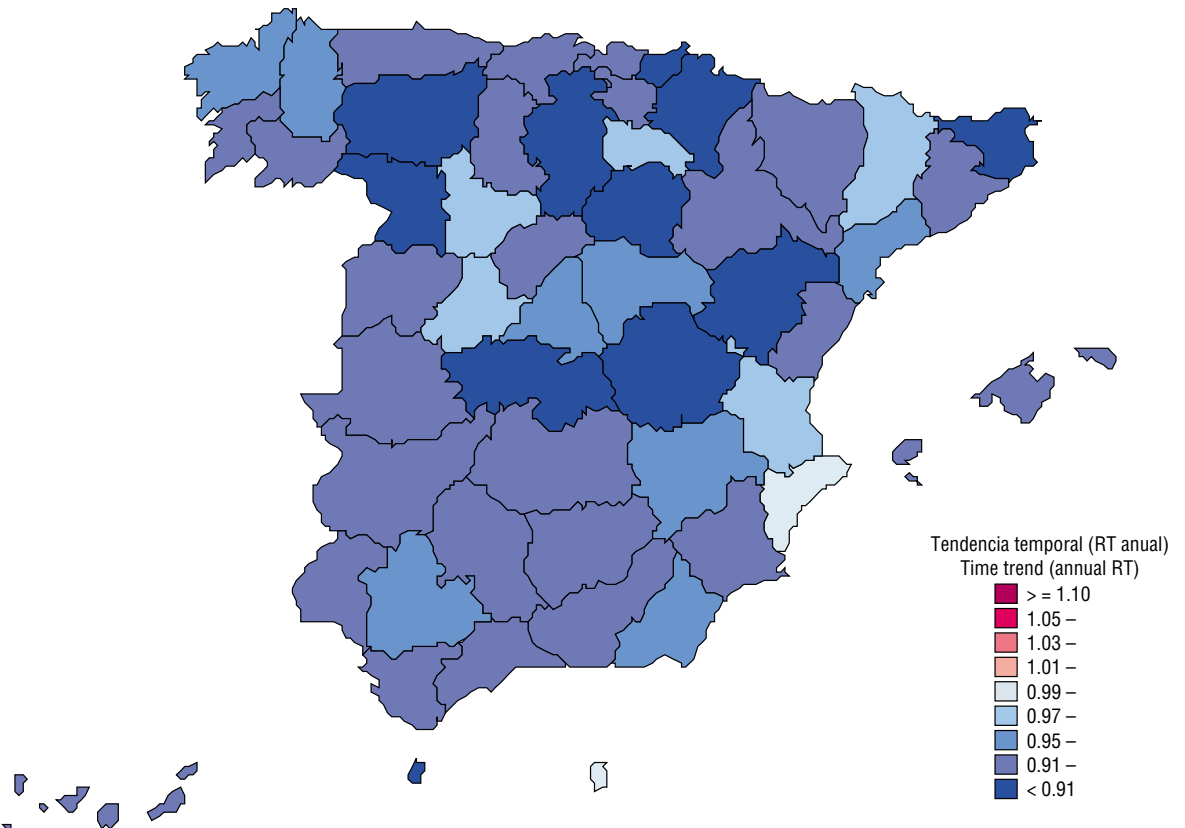 Tendencia temporal (RT anual)
Time trend (annual RT)
> = 1.10
1.05 –
1.03 –
1.01 –
0.99 –
0.97 –
0.95 –
0.91 –
< 0.91